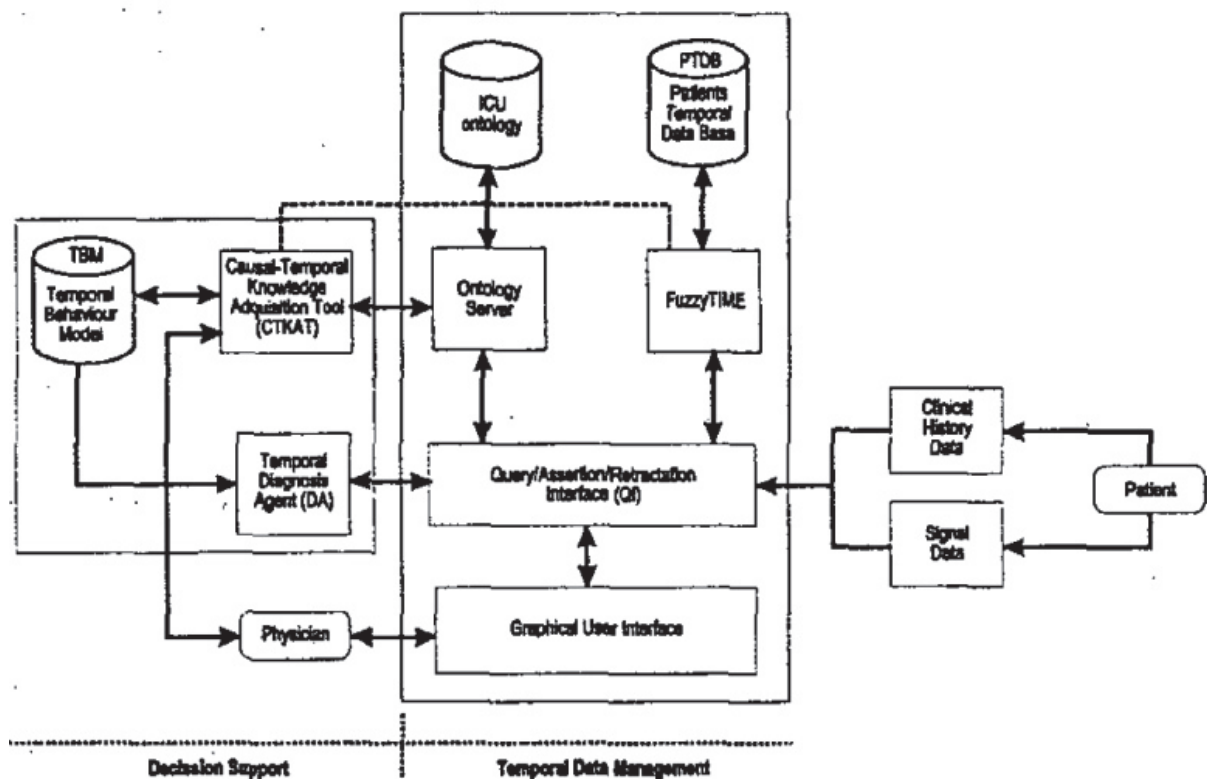 ICU
ontology
PTDB
Patients
Temporal
Data Base
TBM
Temporal
Behaviour
Model
Causal-Temporal
Knowledge
Adquisition Tool
(CTKAT)
Ontology
Server
FuzzyTIME
Clinical
History
Data
Temporal
Diagnosis
Agent (DA)
Query/Assertion/Retractation
Interface (QI)
Patient
Signal
Data
Physician
Graphical User Interface
Decission Support
Temporal Data Management